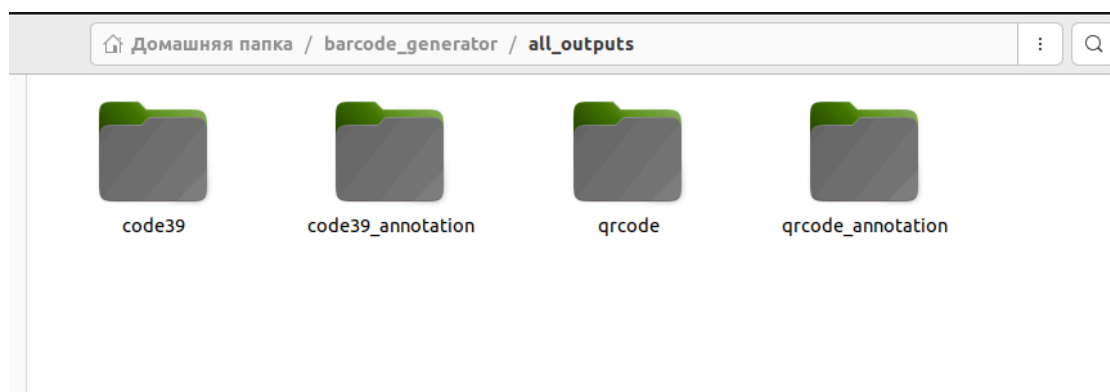 Домашняя папка / barcode_generator / all_outputs
code39 code39_annotation qrcode qrcode_annotation